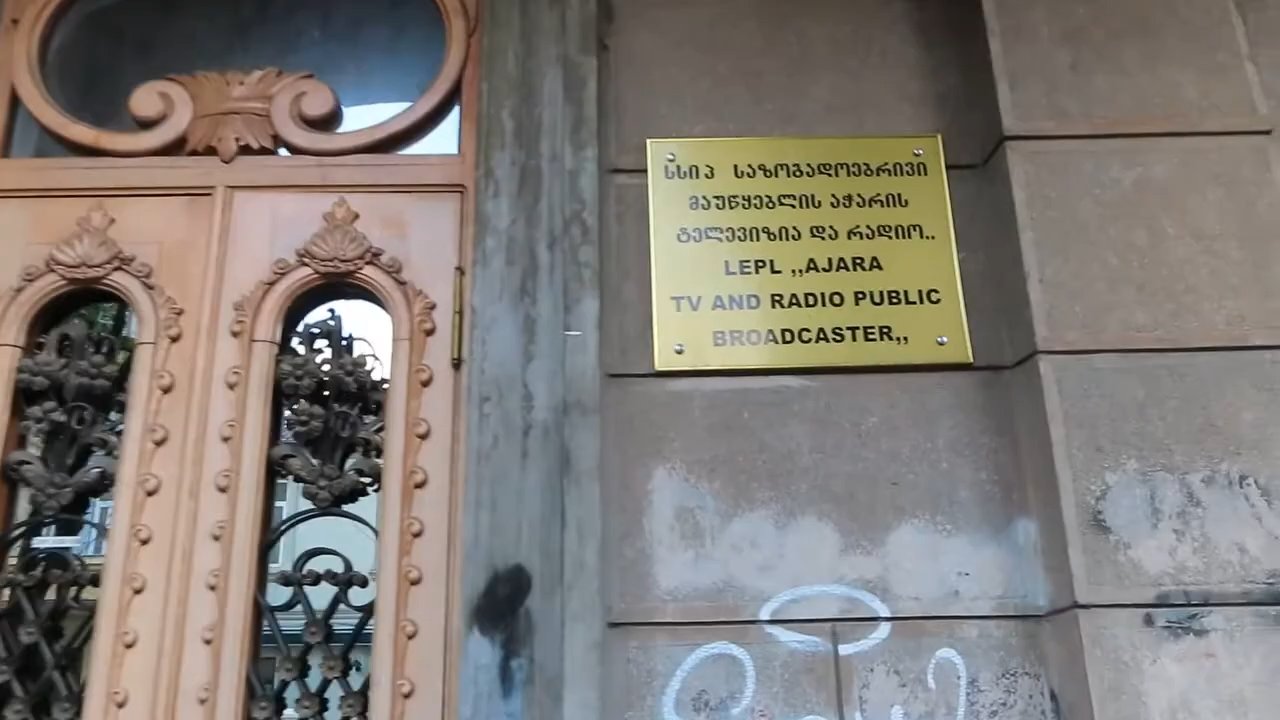 სსიპ საზოგადოებრივი
მაუწყებლის აჭარის
ტელევიზია და რადიო..
LEPL ,,AJARA
TV AND RADIO PUBLIC
BROADCASTER,,